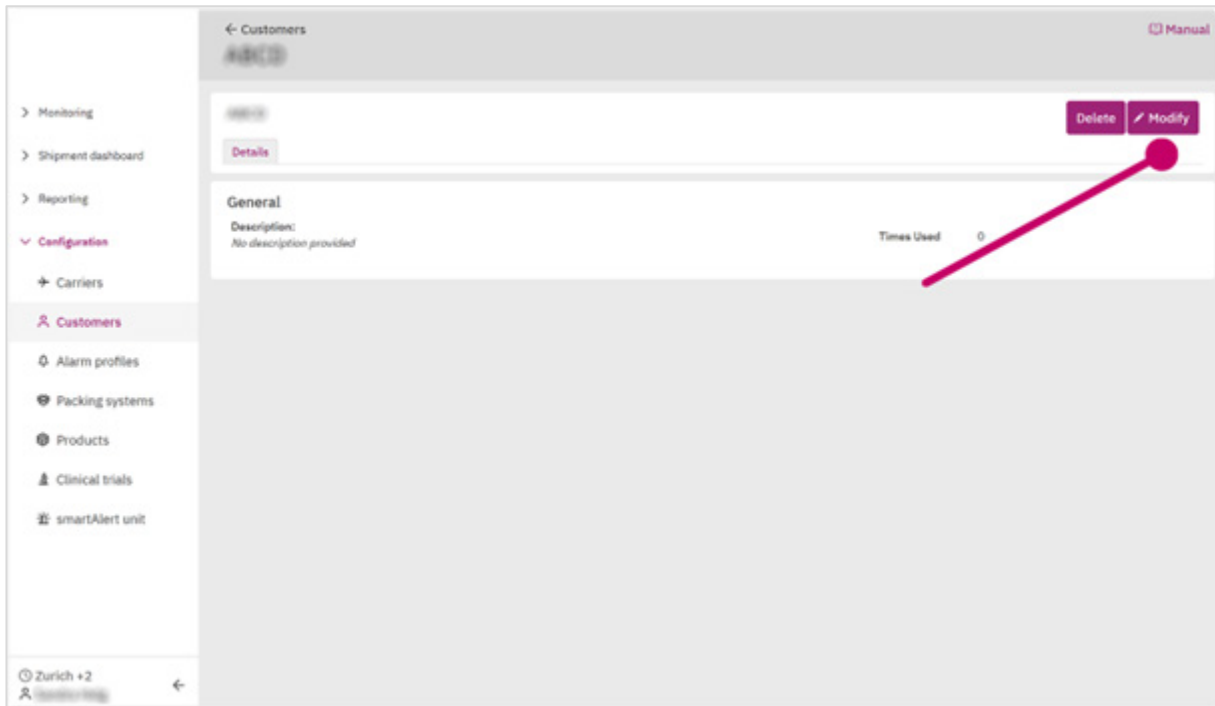 Customers
Manual
Monitoring
Shipment dashboard
Reporting
Configuration
Carriers
Customers
Alarm profiles
Packing systems
Products
Clinical trials
smartAlert unit
Zurich +2
Delete
Modify
Details
General
Description:
No description provided
Times Used 0